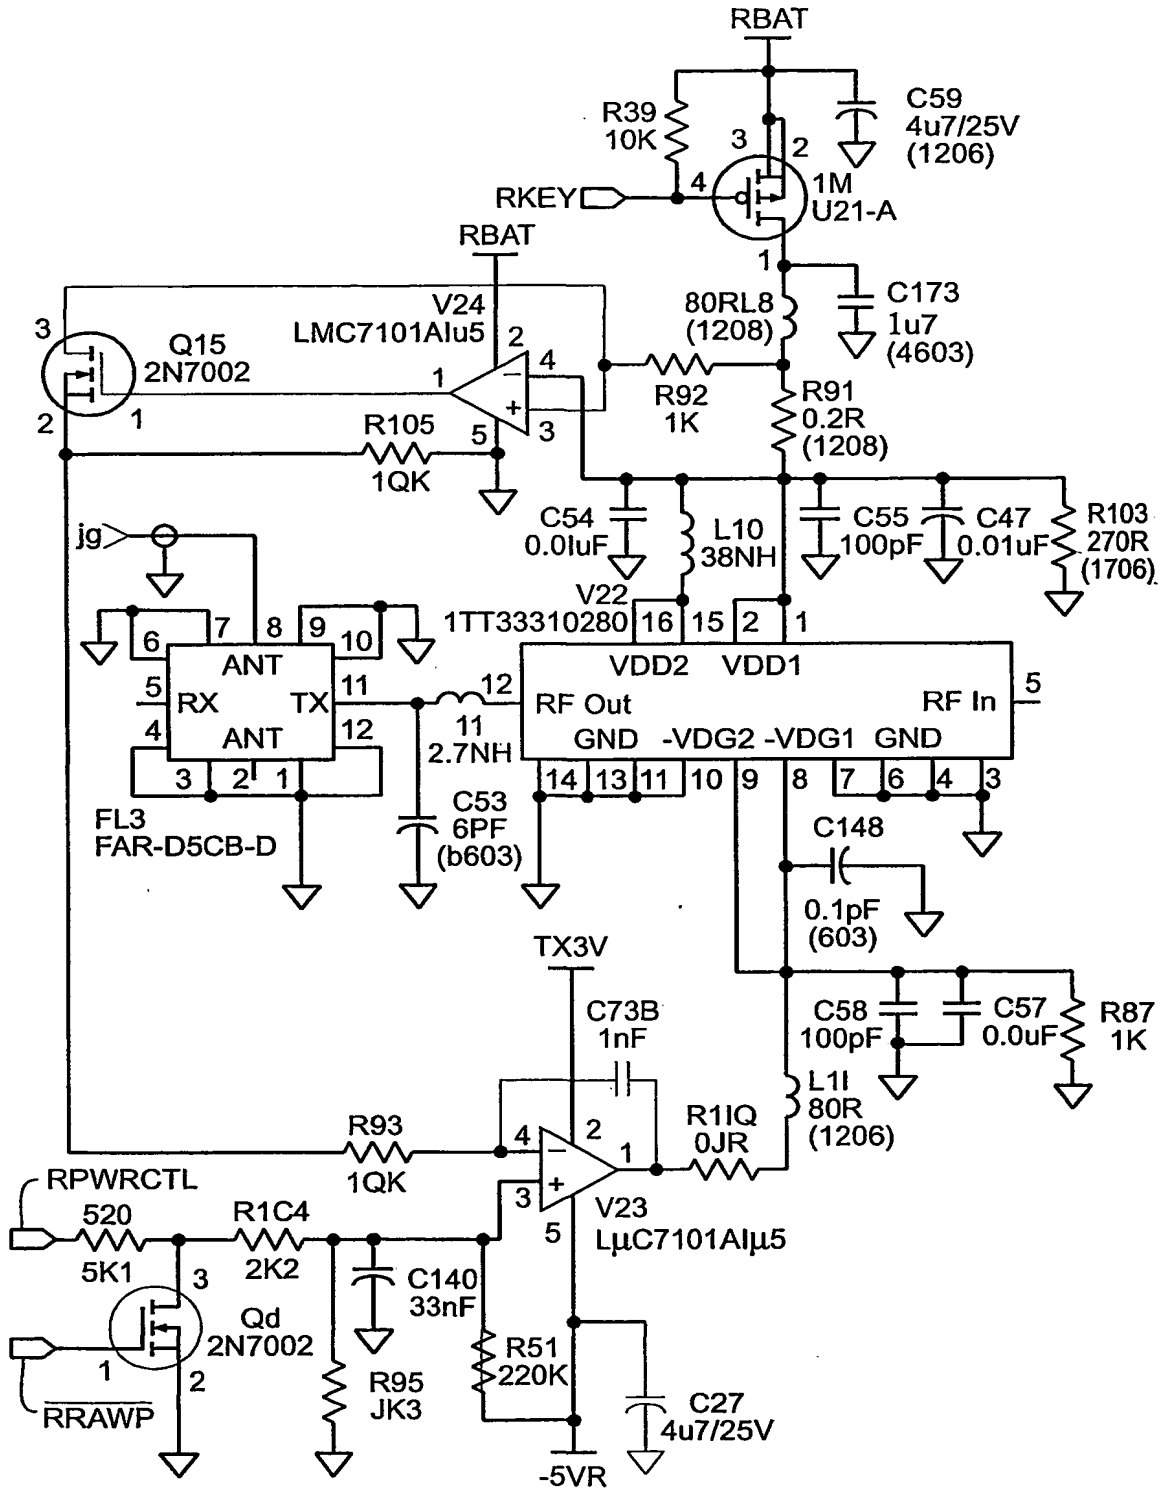 RBAT
R39
10K
C59
4u7/25V
(1206)
3
2
RKEY
4
1M
U21-A
1
RBAT
V24
LMC7101AIu5
80RL8
(1208)
C173
1u7
(4603)
3
Q15
2N7002
2
1
1
2
4
3
5
R92
1K
R91
0.2R
(1208)
R105
1QK
C54
0.0IuF
L10
38NH
C55
100pF
C47
0.01uF
R103
270R
(1706)
jg
V22
1TT33310280
16
15
2
1
7
8
9
6
10
ANT
5
RX
TX
11
4
ANT
12
3
2
1
FL3
FAR-D5CB-D
11
2.7NH
12
VDD2
VDD1
RF Out
RF In
5
GND
-VDG2
-VDG1
GND
14
13
11
10
9
8
7
6
4
3
C53
6PF
(b603)
C148
0.1pF
(603)
TX3V
C73B
1nF
C58
100pF
C57
0.0uF
R87
1K
L1I
80R
(1206)
R93
1QK
4
2
1
3
5
R1IQ
0JR
V23
LμC7101AIμ5
RPWRCTL
520
5K1
R1C4
2K2
3
C140
33nF
Qd
2N7002
1
2
RRAWP
R95
JK3
R51
220K
C27
4u7/25V
-5VR